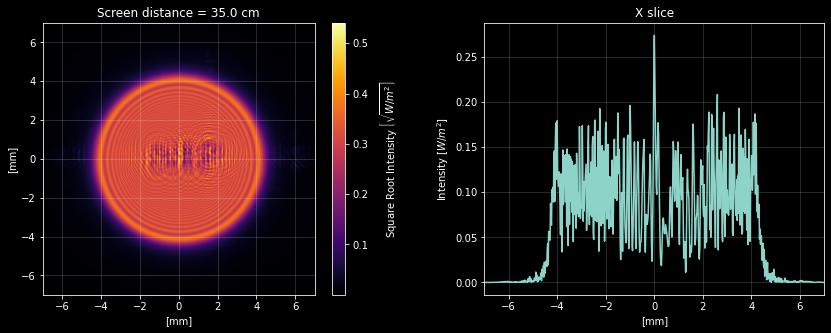 Screen distance = 35.0 cm
6
4
2
0
−2
−4
−6
[mm]
−6 −4 −2 0 2 4 6
[mm]
0.5
0.4
0.3
0.2
0.1
Square Root Intensity [√W/m²]
X slice
0.25
0.20
0.15
0.10
0.05
0.00
Intensity [W/m²]
−6 −4 −2 0 2 4 6
[mm]